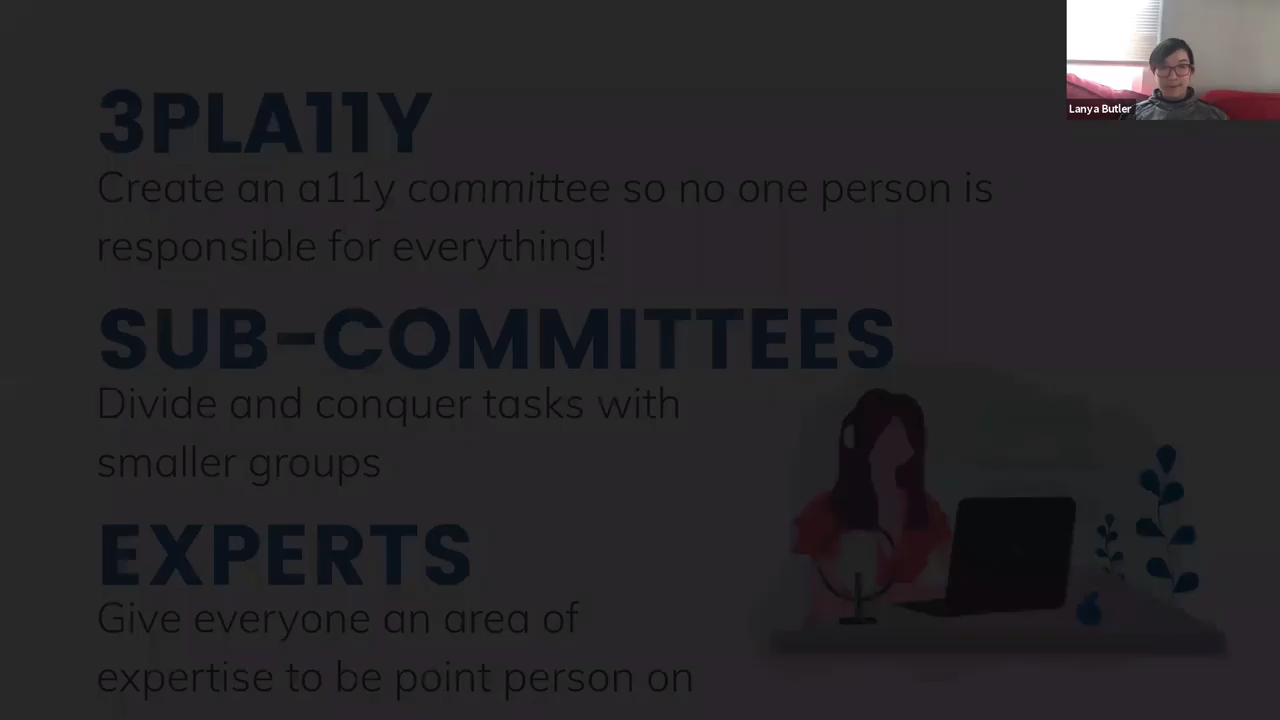 3PLA11Y
Create an a11y committee so no one person is
responsible for everything!
SUB-COMMITTEES
Divide and conquer tasks with
smaller groups
EXPERTS
Give everyone an area of
expertise to be point person on
Lanya Butler